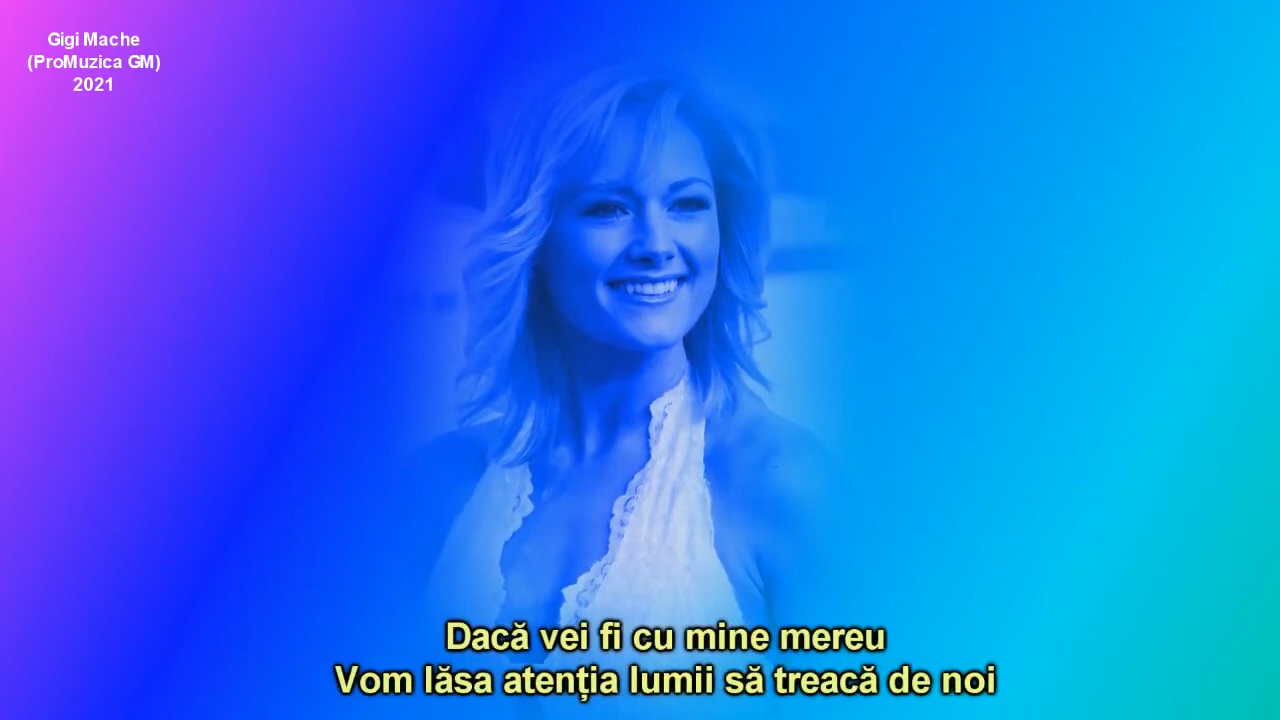 Gigi Mache
(ProMuzica GM)
2021
Dacă vei fi cu mine mereu
Vom lăsa atenția lumii să treacă de noi